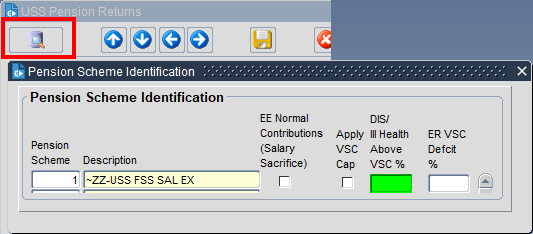 USS Pension Returns
Pension Scheme Identification
Pension Scheme Identification
EE Normal
Contributions
(Salary
Sacrifice)
Apply
VSC
Cap
DIS/
Ill Health
Above
VSC %
ER VSC
Defcit
%
Pension
Scheme
Description
1
~ZZ-USS FSS SAL EX